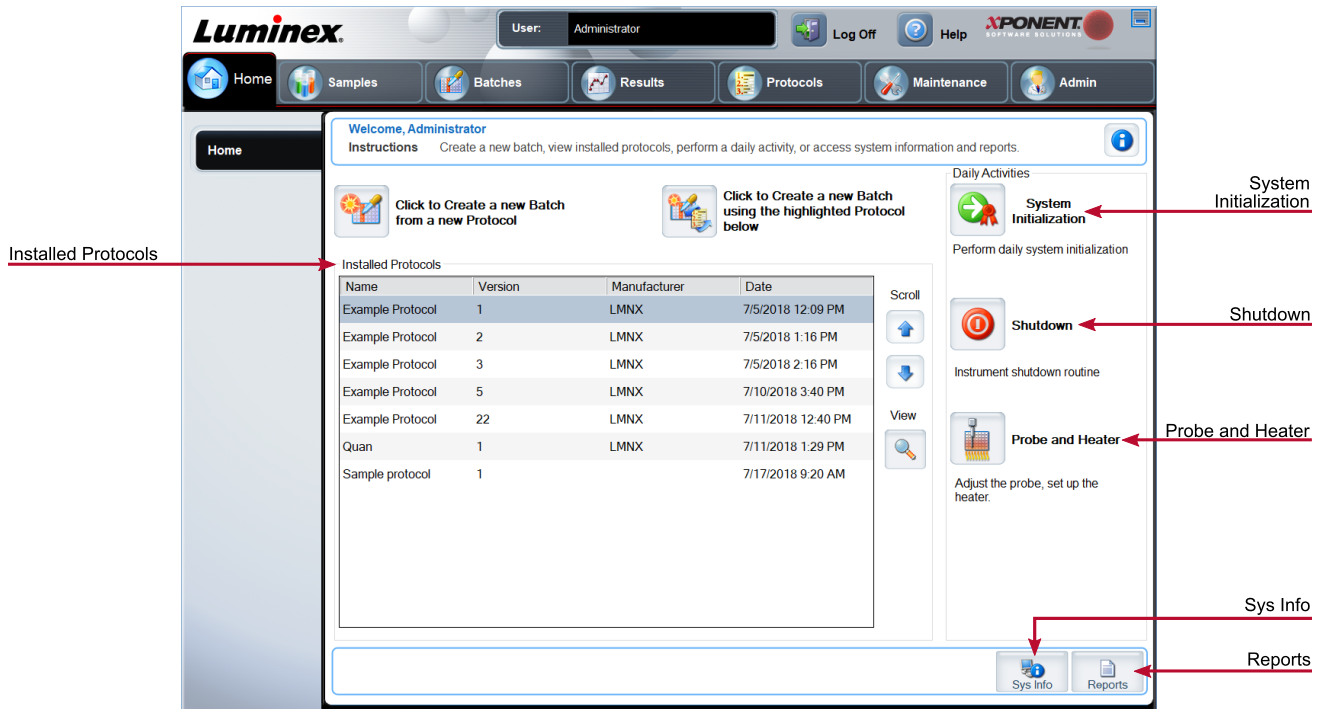 Luminex.
User: Administrator
Log Off
Help
XPONENT.
SOFTWARE SOLUTIONS
Home
Samples
Batches
Results
Protocols
Maintenance
Admin
Home
Welcome, Administrator
Instructions Create a new batch, view installed protocols, perform a daily activity, or access system information and reports.
Click to Create a new Batch
from a new Protocol
Click to Create a new Batch
using the highlighted Protocol
below
Installed Protocols
Installed Protocols
Name Version Manufacturer Date
Example Protocol 1 LMNX 7/5/2018 12:09 PM
Example Protocol 2 LMNX 7/5/2018 1:16 PM
Example Protocol 3 LMNX 7/5/2018 2:16 PM
Example Protocol 5 LMNX 7/10/2018 3:40 PM
Example Protocol 22 LMNX 7/11/2018 12:40 PM
Quan 1 LMNX 7/11/2018 1:29 PM
Sample protocol 1 7/17/2018 9:20 AM
Scroll
View
Daily Activities
System
Initialization
Perform daily system initialization
Shutdown
Instrument shutdown routine
Probe and Heater
Adjust the probe, set up the
heater.
Sys Info
Reports
System
Initialization
Shutdown
Probe and Heater
Sys Info
Reports